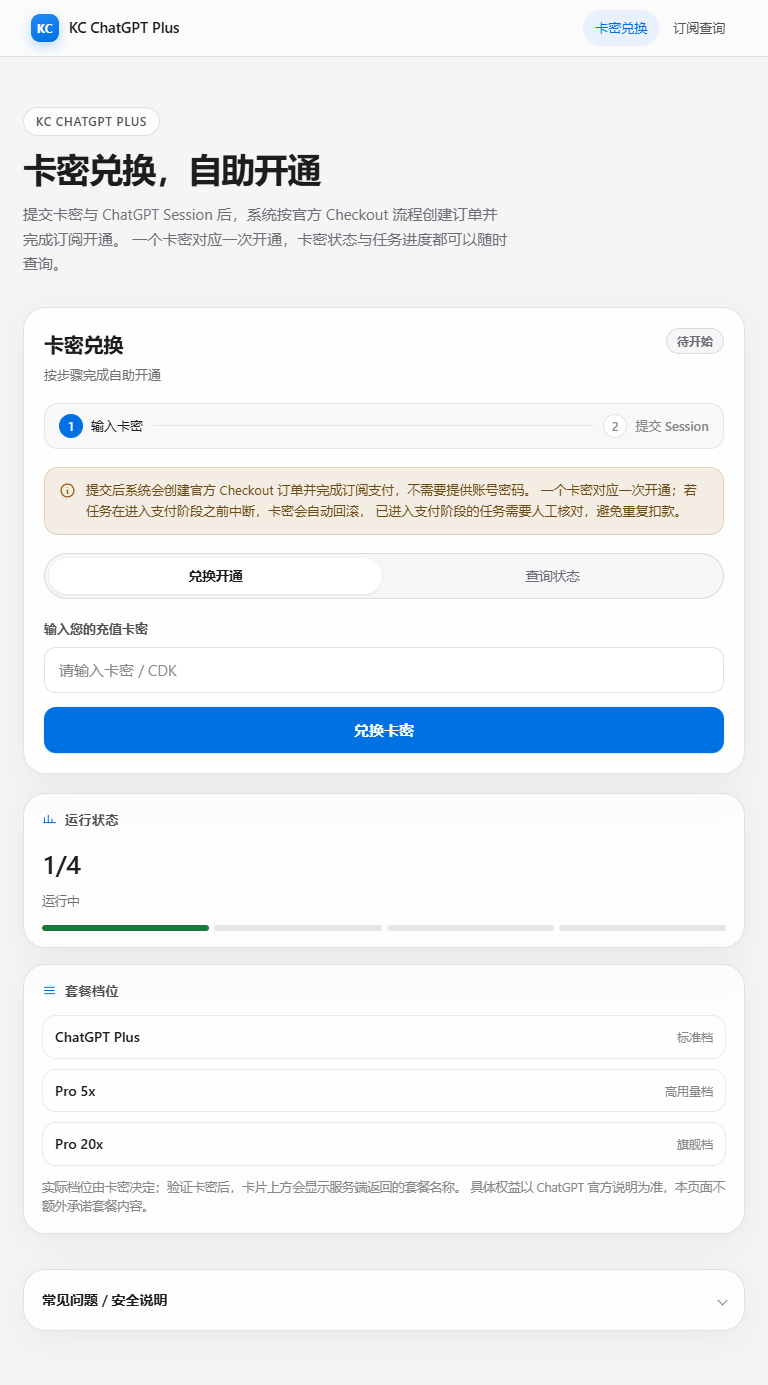 KC
KC ChatGPT Plus
卡密兑换
订阅查询
KC CHATGPT PLUS
卡密兑换，自助开通
提交卡密与 ChatGPT Session 后，系统按官方 Checkout 流程创建订单并
完成订阅开通。 一个卡密对应一次开通，卡密状态与任务进度都可以随时
查询。
卡密兑换
待开始
按步骤完成自助开通
1
输入卡密
2
提交 Session
提交后系统会创建官方 Checkout 订单并完成订阅支付，不需要提供账号密码。 一个卡密对应一次开通；若
任务在进入支付阶段之前中断，卡密会自动回滚， 已进入支付阶段的任务需要人工核对，避免重复扣款。
兑换开通
查询状态
输入您的充值卡密
请输入卡密 / CDK
兑换卡密
运行状态
1/4
运行中
套餐档位
ChatGPT Plus
标准档
Pro 5x
高用量档
Pro 20x
旗舰档
实际档位由卡密决定；验证卡密后，卡片上方会显示服务端返回的套餐名称。 具体权益以 ChatGPT 官方说明为准，本页面不
额外承诺套餐内容。
常见问题 / 安全说明